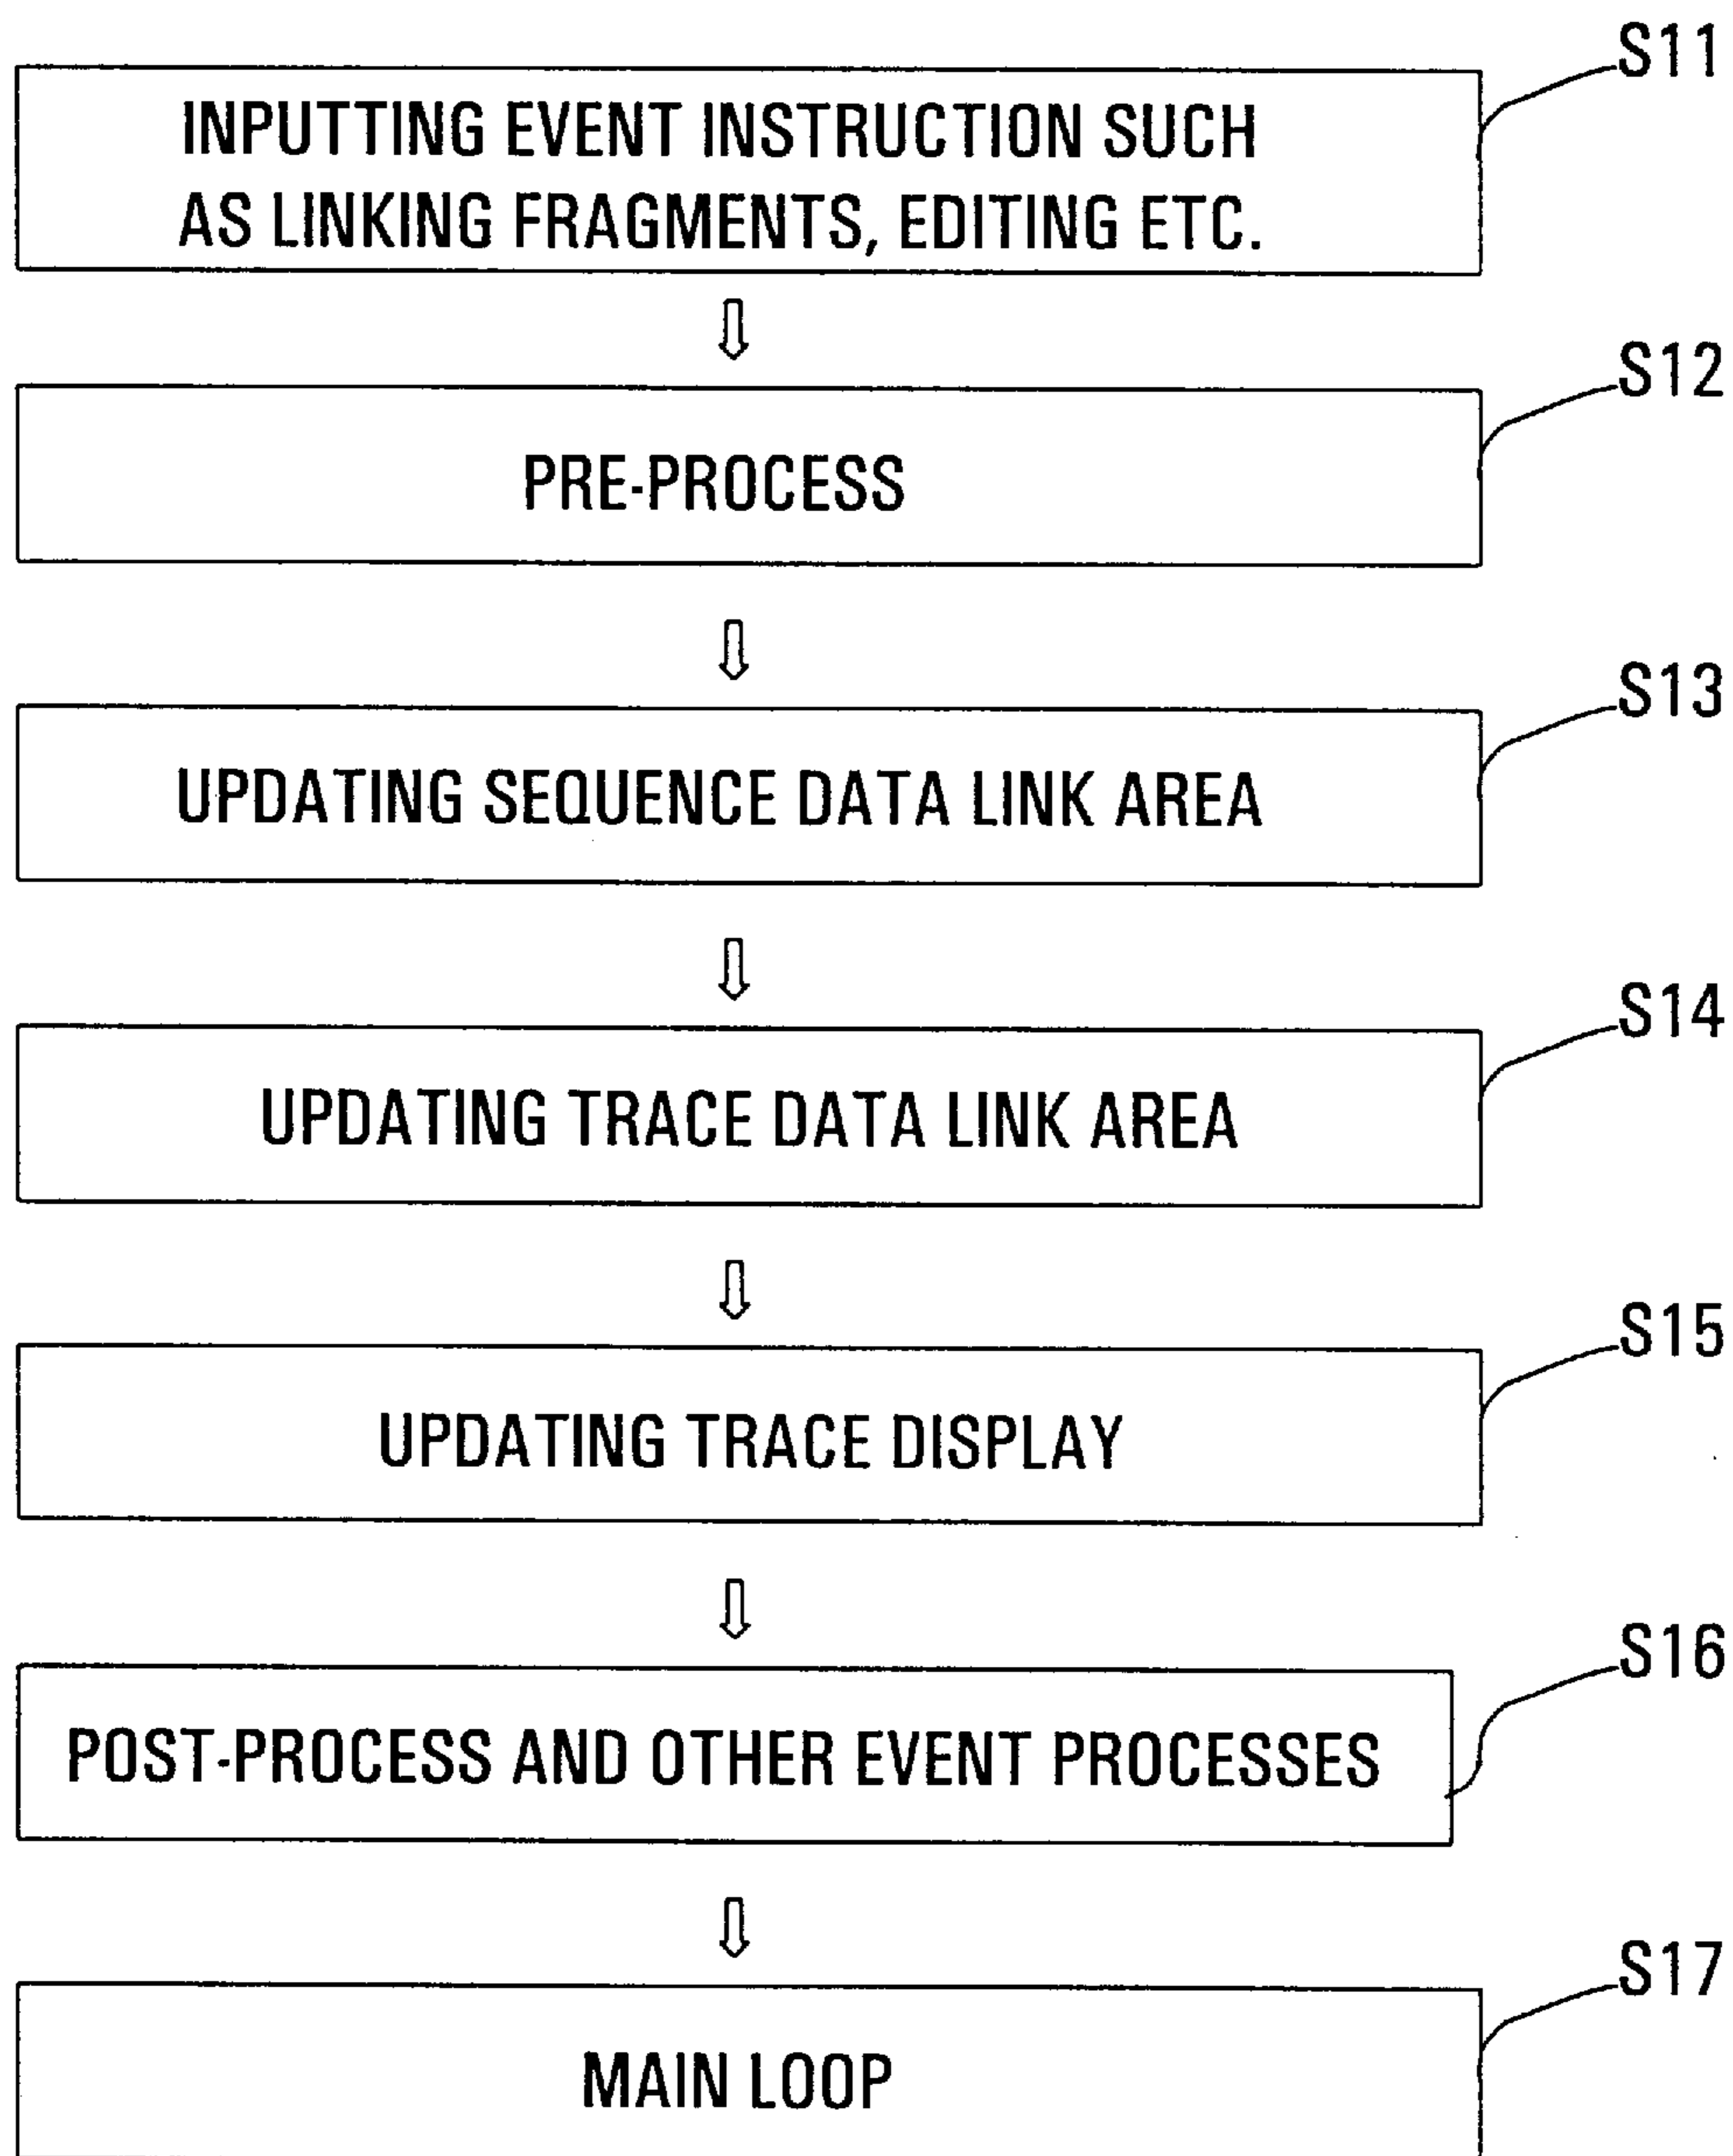 S11
INPUTTING EVENT INSTRUCTION SUCH
AS LINKING FRAGMENTS, EDITING ETC.
S12
PRE-PROCESS
S13
UPDATING SEQUENCE DATA LINK AREA
S14
UPDATING TRACE DATA LINK AREA
S15
UPDATING TRACE DISPLAY
S16
POST-PROCESS AND OTHER EVENT PROCESSES
S17
MAIN LOOP